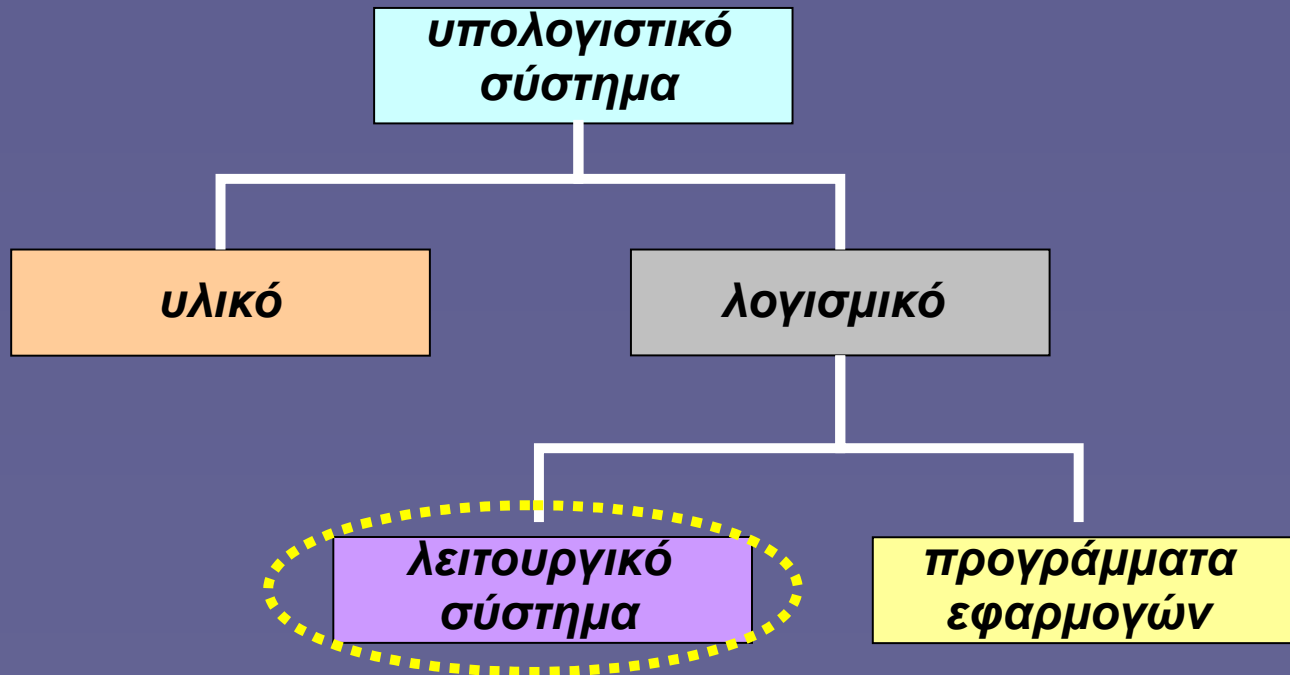 υπολογιστικό
σύστημα
υλικό
λογισμικό
λειτουργικό
σύστημα
προγράμματα
εφαρμογών